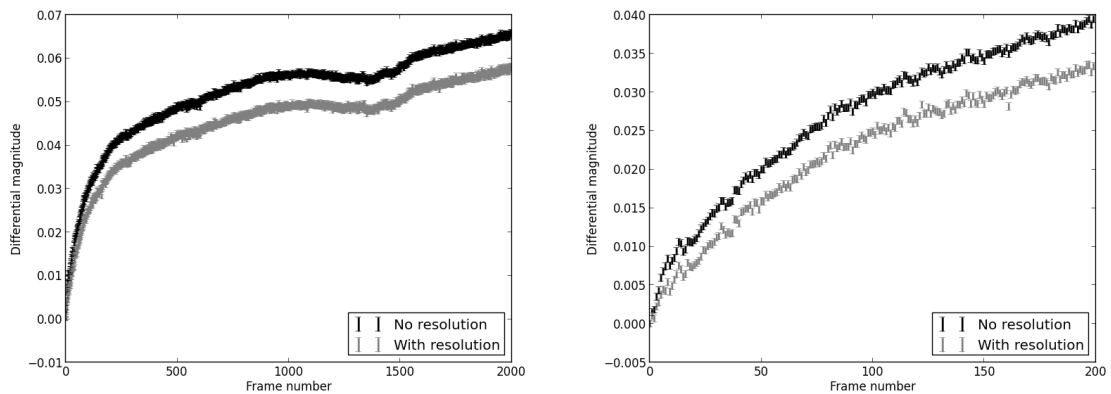 0.07
0.06
0.05
0.04
0.03
0.02
0.01
0.00
−0.01
Differential magnitude
0 500 1000 1500 2000
Frame number
No resolution
With resolution
0.040
0.035
0.030
0.025
0.020
0.015
0.010
0.005
0.000
−0.005
Differential magnitude
0 50 100 150 200
Frame number
No resolution
With resolution